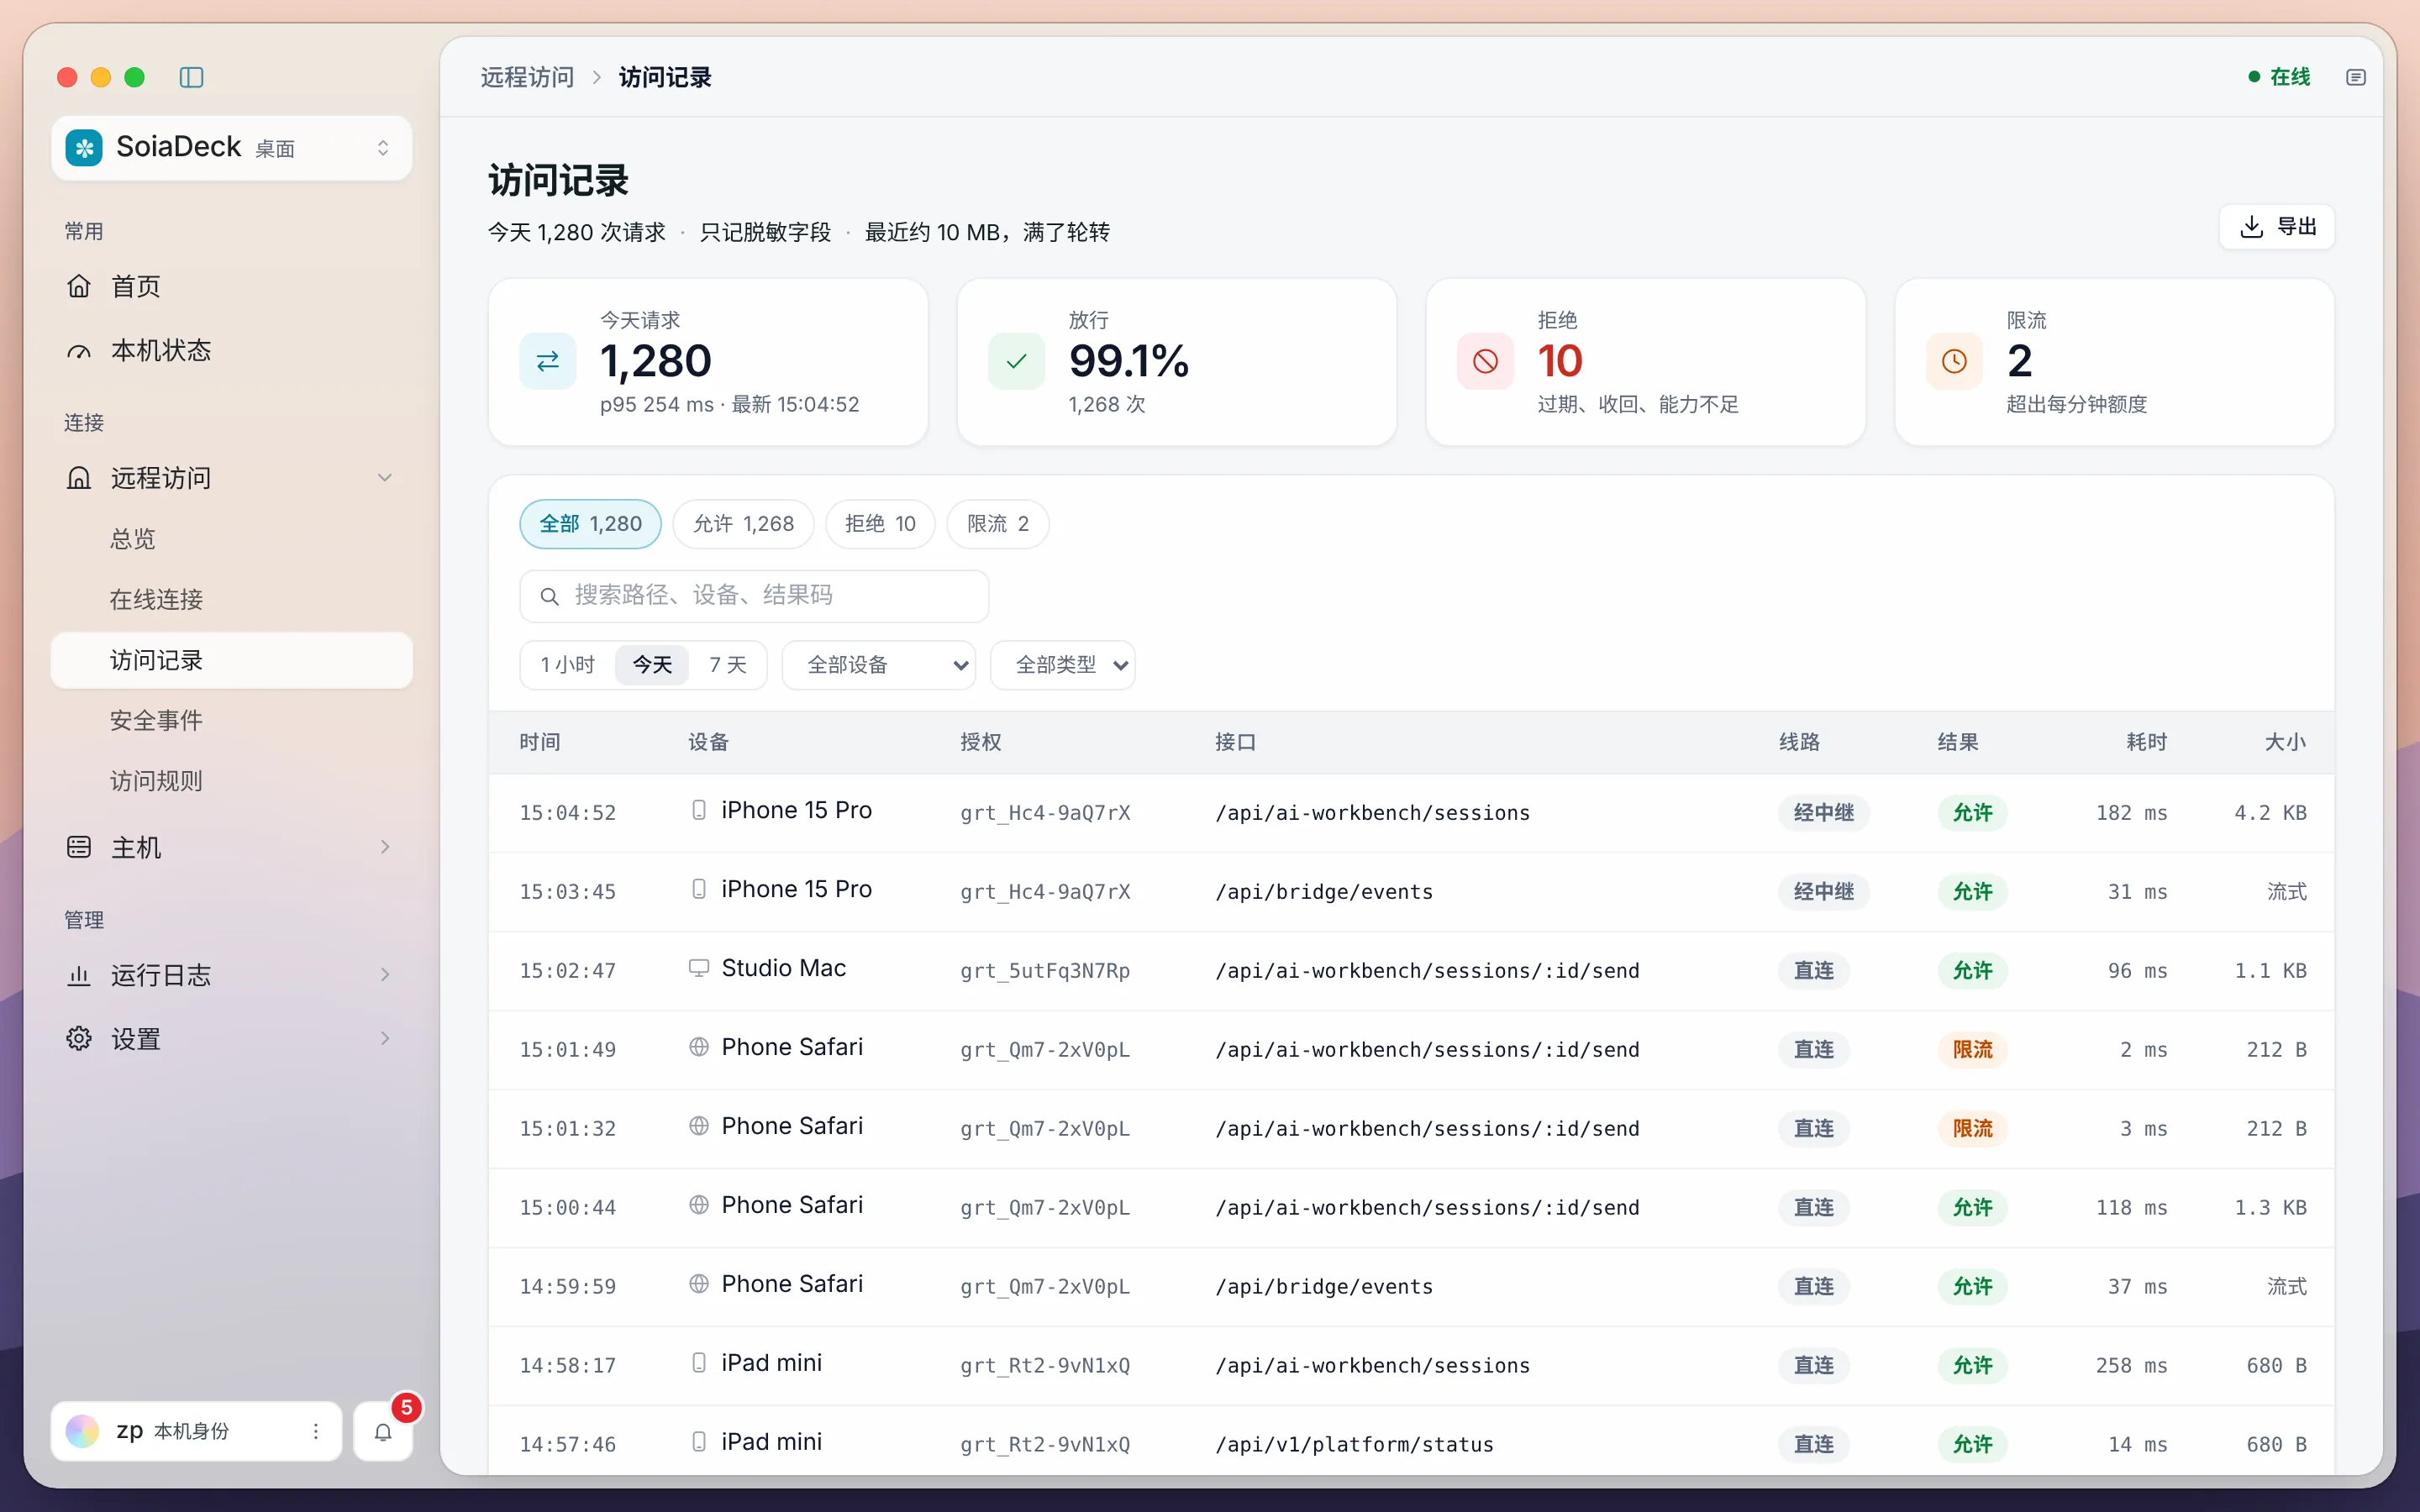 远程访问 > 访问记录
在线
SoiaDeck 桌面
常用
首页
本机状态
连接
远程访问
总览
在线连接
访问记录
安全事件
访问规则
主机
管理
运行日志
设置
zp 本机身份
5
访问记录
今天 1,280 次请求 · 只记脱敏字段 · 最近约 10 MB，满了轮转
导出
今天请求
1,280
p95 254 ms · 最新 15:04:52
放行
99.1%
1,268 次
拒绝
10
过期、收回、能力不足
限流
2
超出每分钟额度
全部 1,280 允许 1,268 拒绝 10 限流 2
搜索路径、设备、结果码
1 小时 今天 7 天 全部设备 全部类型
时间 设备 授权 接口 线路 结果 耗时 大小
15:04:52 iPhone 15 Pro grt_Hc4-9aQ7rX /api/ai-workbench/sessions 经中继 允许 182 ms 4.2 KB
15:03:45 iPhone 15 Pro grt_Hc4-9aQ7rX /api/bridge/events 经中继 允许 31 ms 流式
15:02:47 Studio Mac grt_5utFq3N7Rp /api/ai-workbench/sessions/:id/send 直连 允许 96 ms 1.1 KB
15:01:49 Phone Safari grt_Qm7-2xV0pL /api/ai-workbench/sessions/:id/send 直连 限流 2 ms 212 B
15:01:32 Phone Safari grt_Qm7-2xV0pL /api/ai-workbench/sessions/:id/send 直连 限流 3 ms 212 B
15:00:44 Phone Safari grt_Qm7-2xV0pL /api/ai-workbench/sessions/:id/send 直连 允许 118 ms 1.3 KB
14:59:59 Phone Safari grt_Qm7-2xV0pL /api/bridge/events 直连 允许 37 ms 流式
14:58:17 iPad mini grt_Rt2-9vN1xQ /api/ai-workbench/sessions 直连 允许 258 ms 680 B
14:57:46 iPad mini grt_Rt2-9vN1xQ /api/v1/platform/status 直连 允许 14 ms 680 B